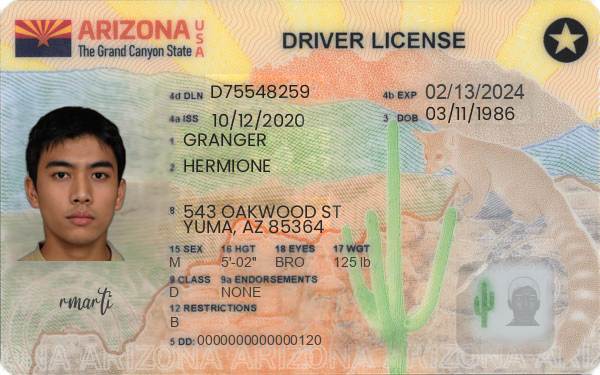 ARIZONA USA
The Grand Canyon State
DRIVER LICENSE
4d DLN D75548259 4b EXP 02/13/2024
4a ISS 10/12/2020 3 DOB 03/11/1986
1 GRANGER
2 HERMIONE
8 543 OAKWOOD ST
YUMA, AZ 85364
15 SEX 16 HGT 18 EYES 17 WGT
M 5'-02" BRO 125 lb
9 CLASS 9a ENDORSEMENTS
D NONE
12 RESTRICTIONS
B
rmarti
5 DD: 0000000000000120
ARIZONA ARIZONA ARIZONA ARIZONA